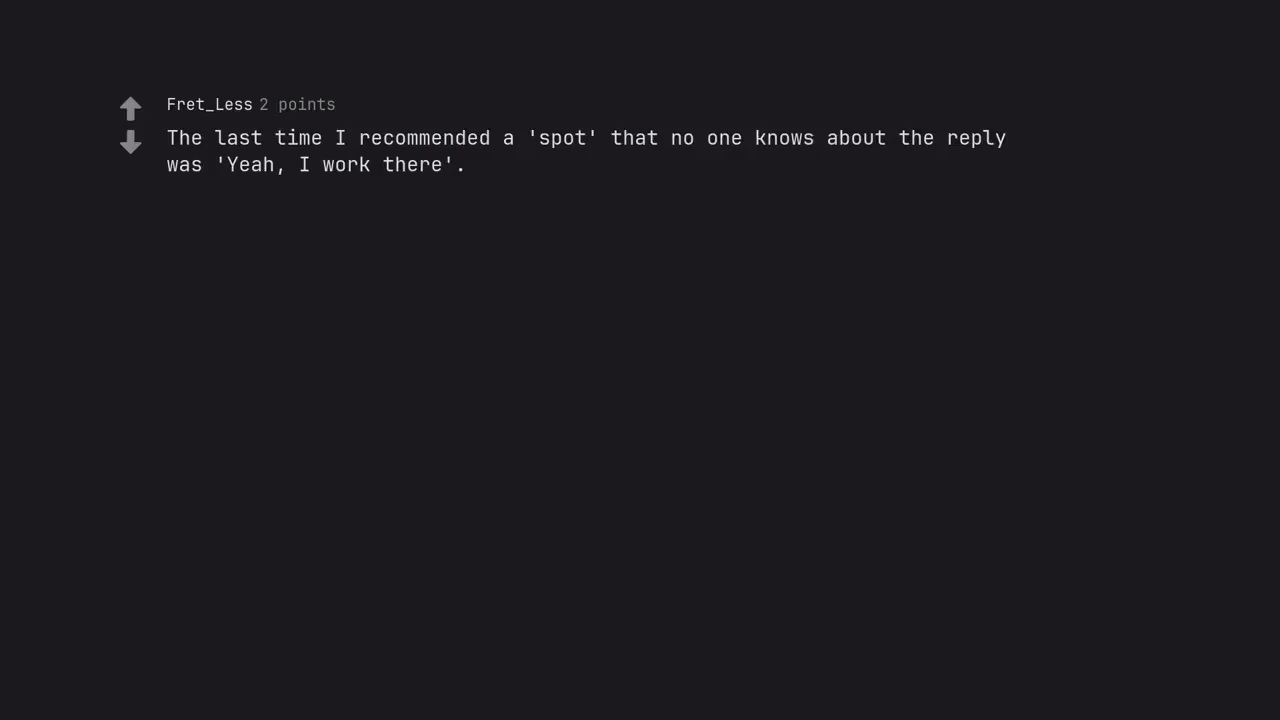 Fret_Less 2 points
The last time I recommended a 'spot' that no one knows about the reply
was 'Yeah, I work there'.